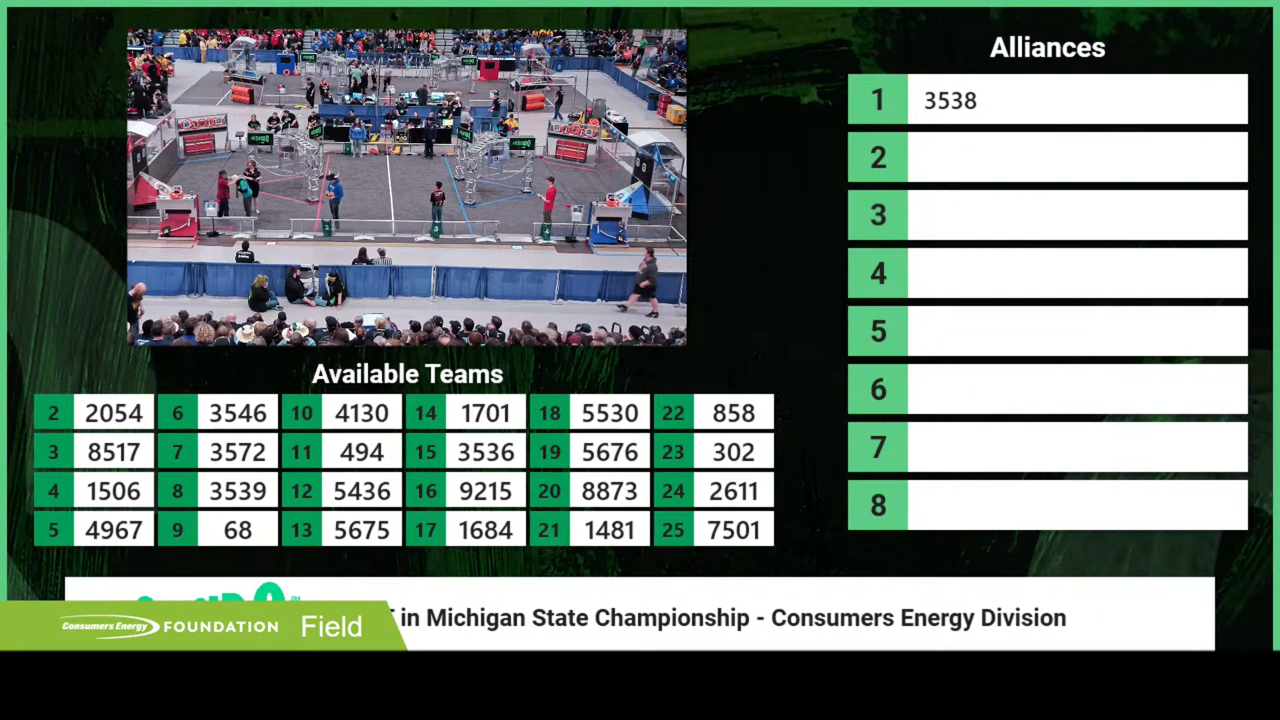 Alliances
1 3538
2
3
4
5
6
7
8
Available Teams
2 2054 6 3546 10 4130 14 1701 18 5530 22 858
3 8517 7 3572 11 494 15 3536 19 5676 23 302
4 1506 8 3539 12 5436 16 9215 20 8873 24 2611
5 4967 9 68 13 5675 17 1684 21 1481 25 7501
in Michigan State Championship - Consumers Energy Division
Consumers Energy FOUNDATION Field